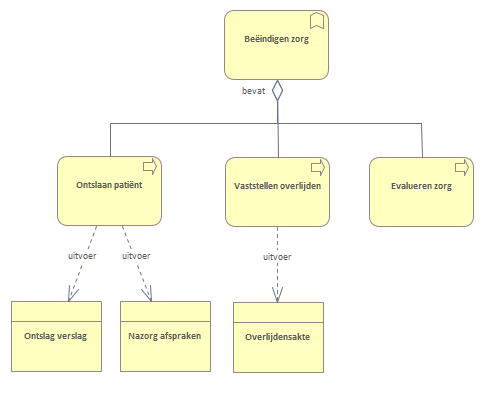 Beëindigen zorg
bevat
Ontslaan patiënt
Vaststellen overlijden
Evalueren zorg
uitvoer
uitvoer
uitvoer
Ontslag verslag
Nazorg afspraken
Overlijdensakte